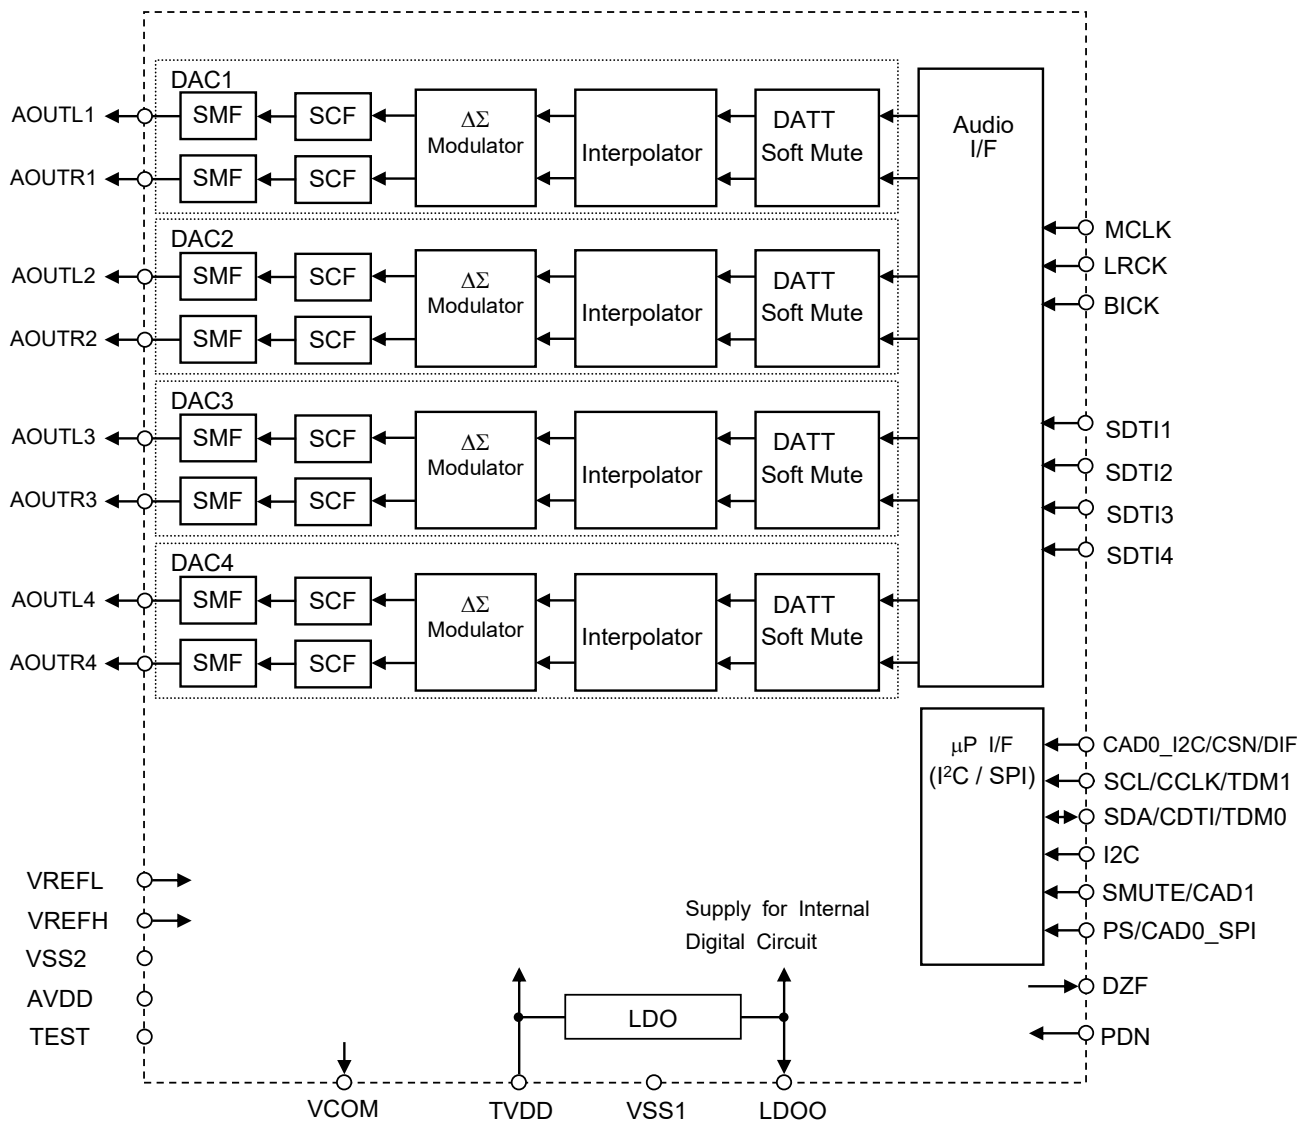 DAC1
AOUTL1
SMF
SCF
ΔΣ
Modulator
Interpolator
DATT
Soft Mute
AOUTR1
SMF
SCF
Audio
I/F
DAC2
AOUTL2
SMF
SCF
ΔΣ
Modulator
Interpolator
DATT
Soft Mute
AOUTR2
SMF
SCF
MCLK
LRCK
BICK
DAC3
AOUTL3
SMF
SCF
ΔΣ
Modulator
Interpolator
DATT
Soft Mute
AOUTR3
SMF
SCF
SDTI1
SDTI2
SDTI3
SDTI4
DAC4
AOUTL4
SMF
SCF
ΔΣ
Modulator
Interpolator
DATT
Soft Mute
AOUTR4
SMF
SCF
μP I/F
(I²C / SPI)
CAD0_I2C/CSN/DIF
SCL/CCLK/TDM1
SDA/CDTI/TDM0
I2C
SMUTE/CAD1
PS/CAD0_SPI
DZF
PDN
VREFL
VREFH
VSS2
AVDD
TEST
Supply for Internal
Digital Circuit
LDO
VCOM
TVDD
VSS1
LDOO